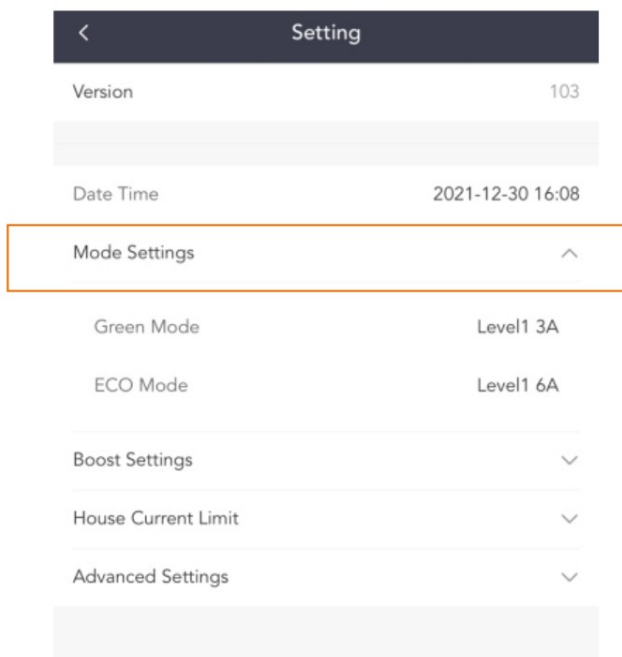 Setting
Version 103
Date Time 2021-12-30 16:08
Mode Settings
Green Mode Level1 3A
ECO Mode Level1 6A
Boost Settings
House Current Limit
Advanced Settings